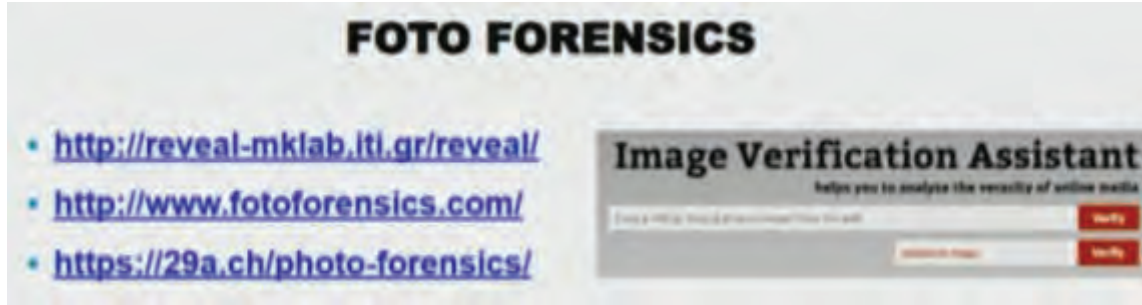 FOTO FORENSICS
• http://reveal-mklab.iti.gr/reveal/
• http://www.fotoforensics.com/
• https://29a.ch/photo-forensics/
Image Verification Assistant
helps you to analyse the veracity of online media
Verify
Verify